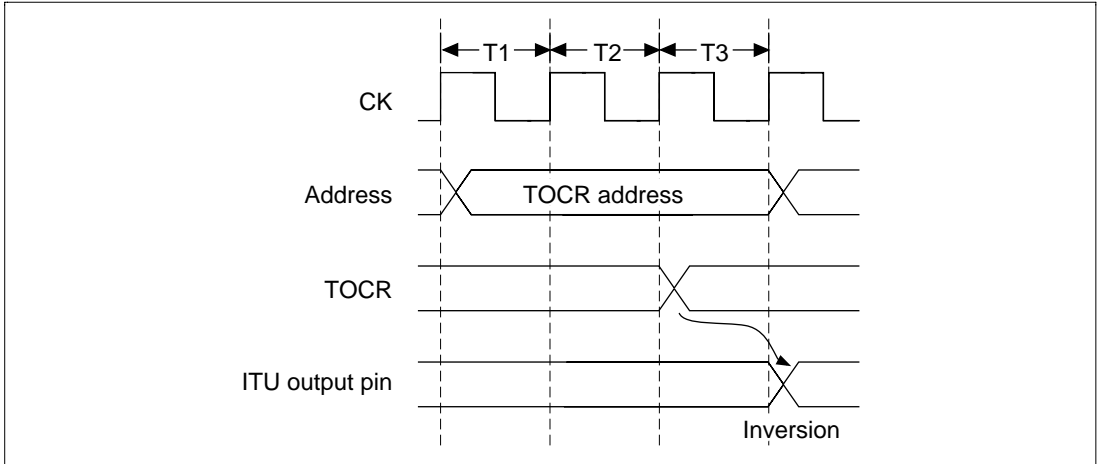 T1 T2 T3
CK
Address TOCR address
TOCR
ITU output pin
Inversion